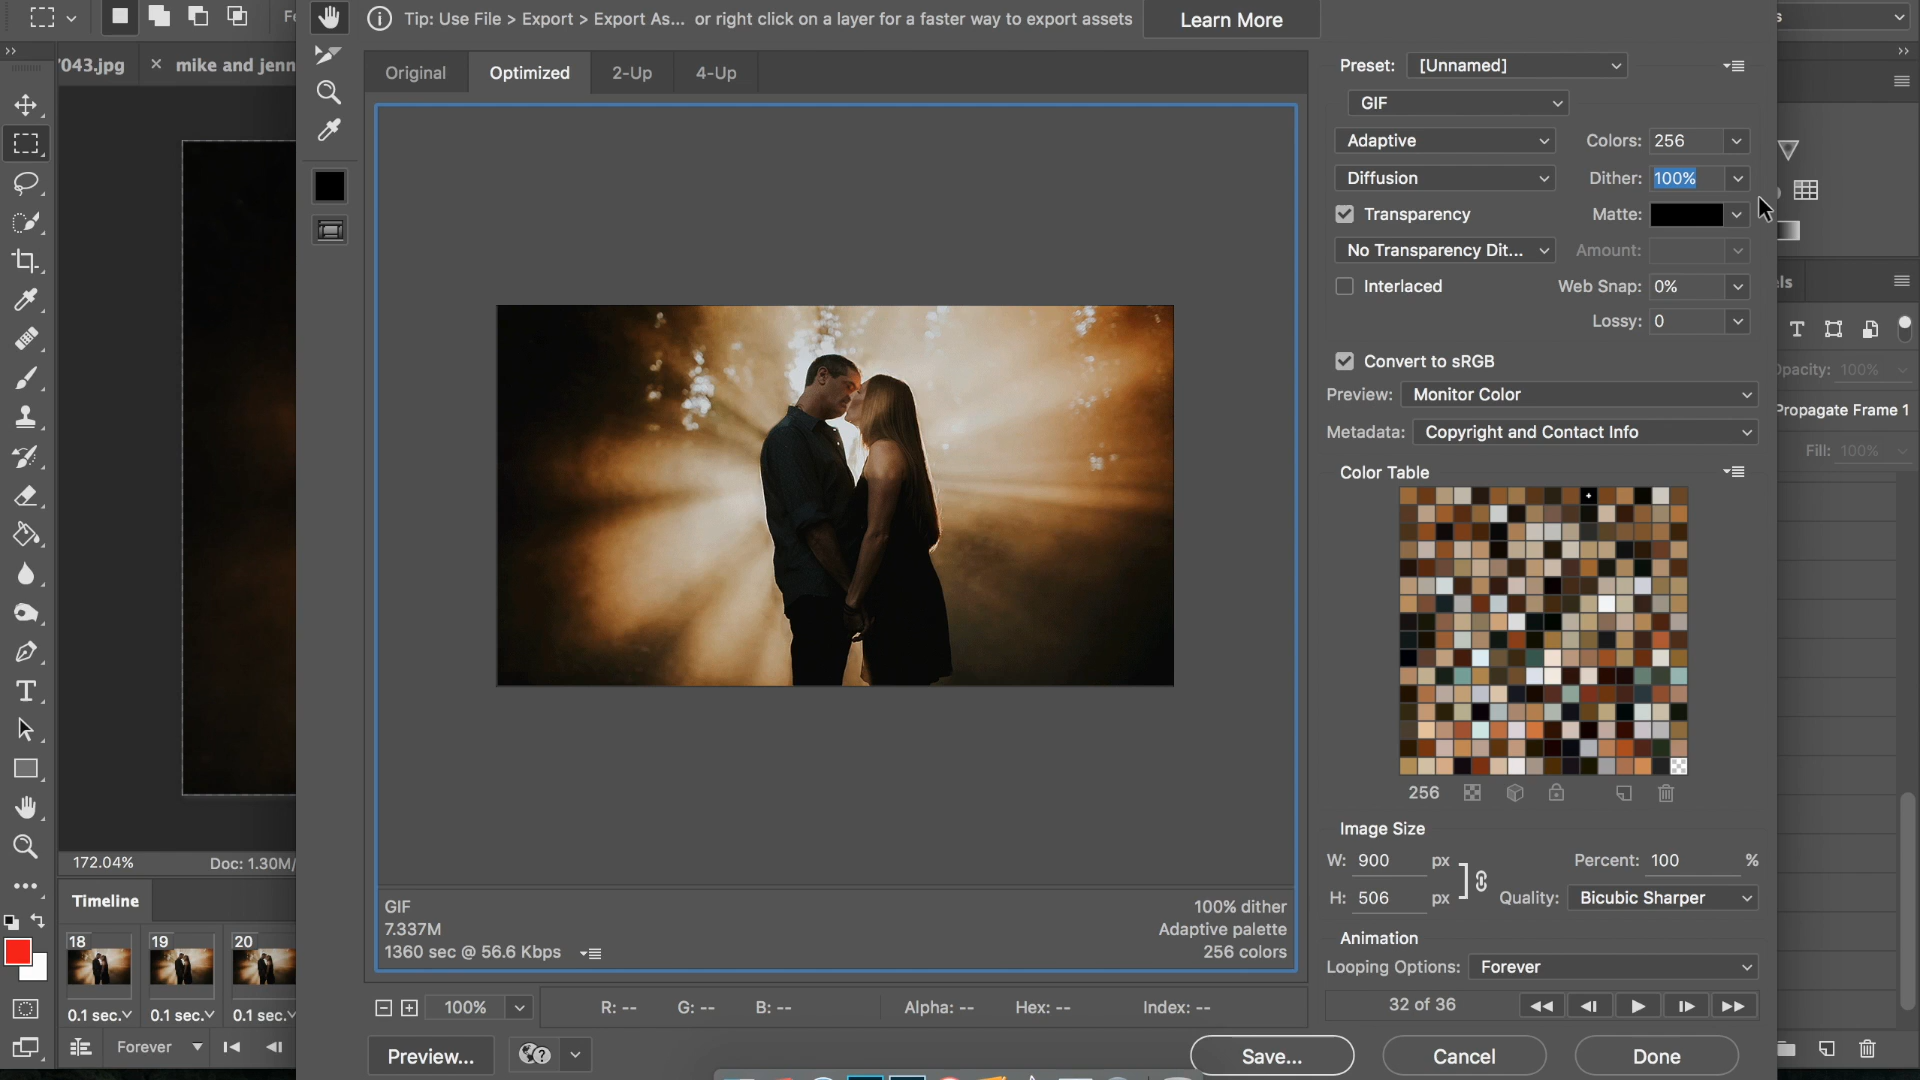 Tip: Use File > Export > Export As... or right click on a layer for a faster way to export assets
Learn More
043.jpg
mike and jenn
Original
Optimized
2-Up
4-Up
Preset: [Unnamed]
GIF
Adaptive
Colors: 256
Diffusion
Dither: 100%
Transparency
Matte:
No Transparency Dit...
Amount:
Interlaced
Web Snap: 0%
Lossy: 0
Convert to sRGB
Preview: Monitor Color
Metadata: Copyright and Contact Info
Color Table
256
Image Size
W: 900 px
Percent: 100 %
H: 506 px
Quality: Bicubic Sharper
Animation
Looping Options: Forever
32 of 36
GIF
7.337M
1360 sec @ 56.6 Kbps
100% dither
Adaptive palette
256 colors
100%
R: --
G: --
B: --
Alpha: --
Hex: --
Index: --
Preview...
Save...
Cancel
Done
172.04%
Doc: 1.30M/
Timeline
18
19
20
0.1 sec.
0.1 sec.
0.1 sec.
Forever
Opacity: 100%
Propagate Frame 1
Fill: 100%